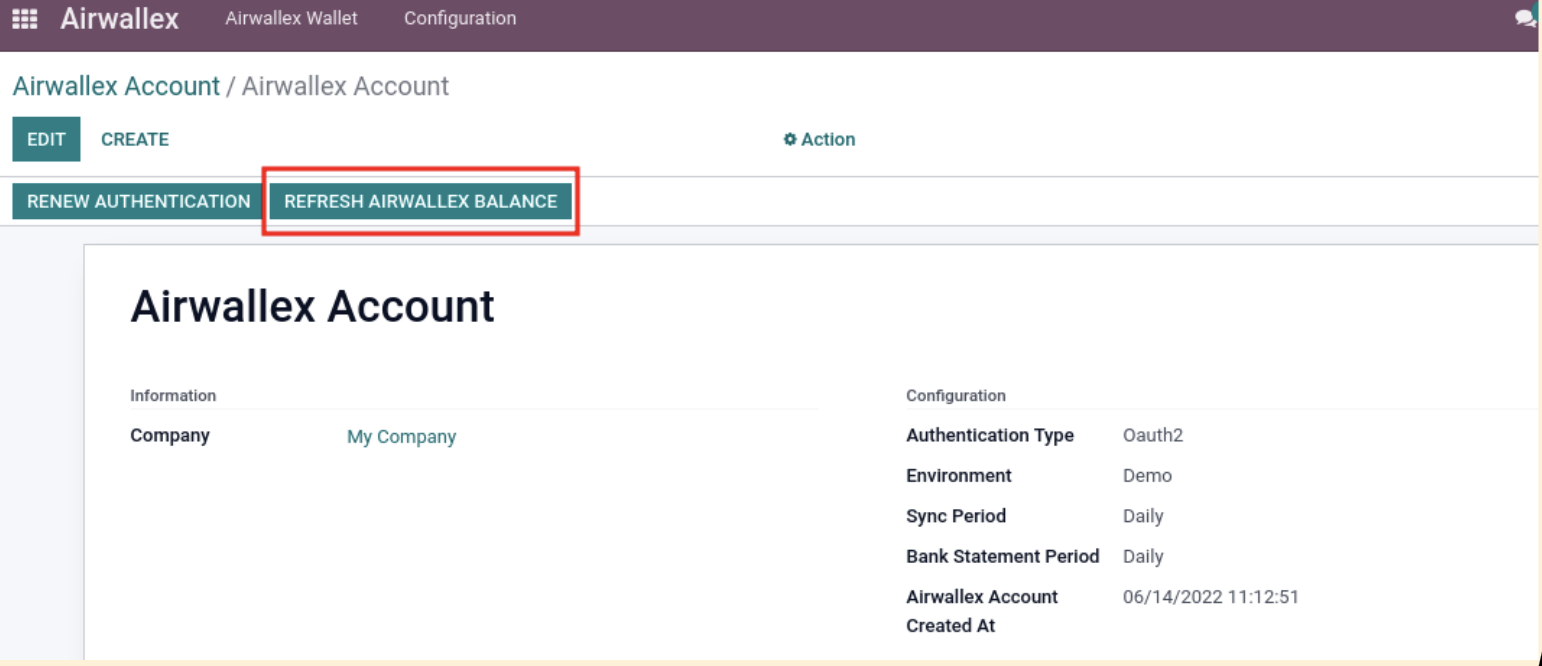 Airwallex Airwallex Wallet Configuration
Airwallex Account / Airwallex Account
EDIT CREATE Action
RENEW AUTHENTICATION REFRESH AIRWALLEX BALANCE
Airwallex Account
Information Configuration
Company My Company Authentication Type Oauth2
Environment Demo
Sync Period Daily
Bank Statement Period Daily
Airwallex Account 06/14/2022 11:12:51
Created At